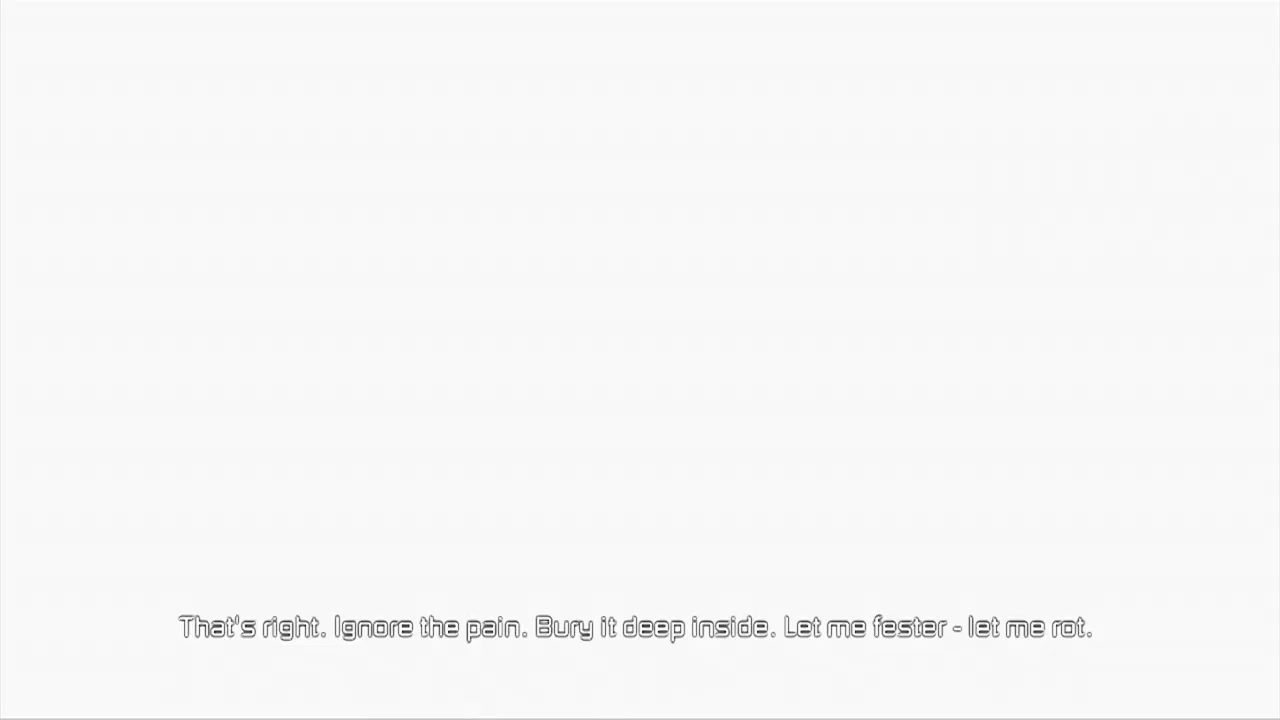 That's right. Ignore the pain. Bury it deep inside. Let me fester - let me rot.